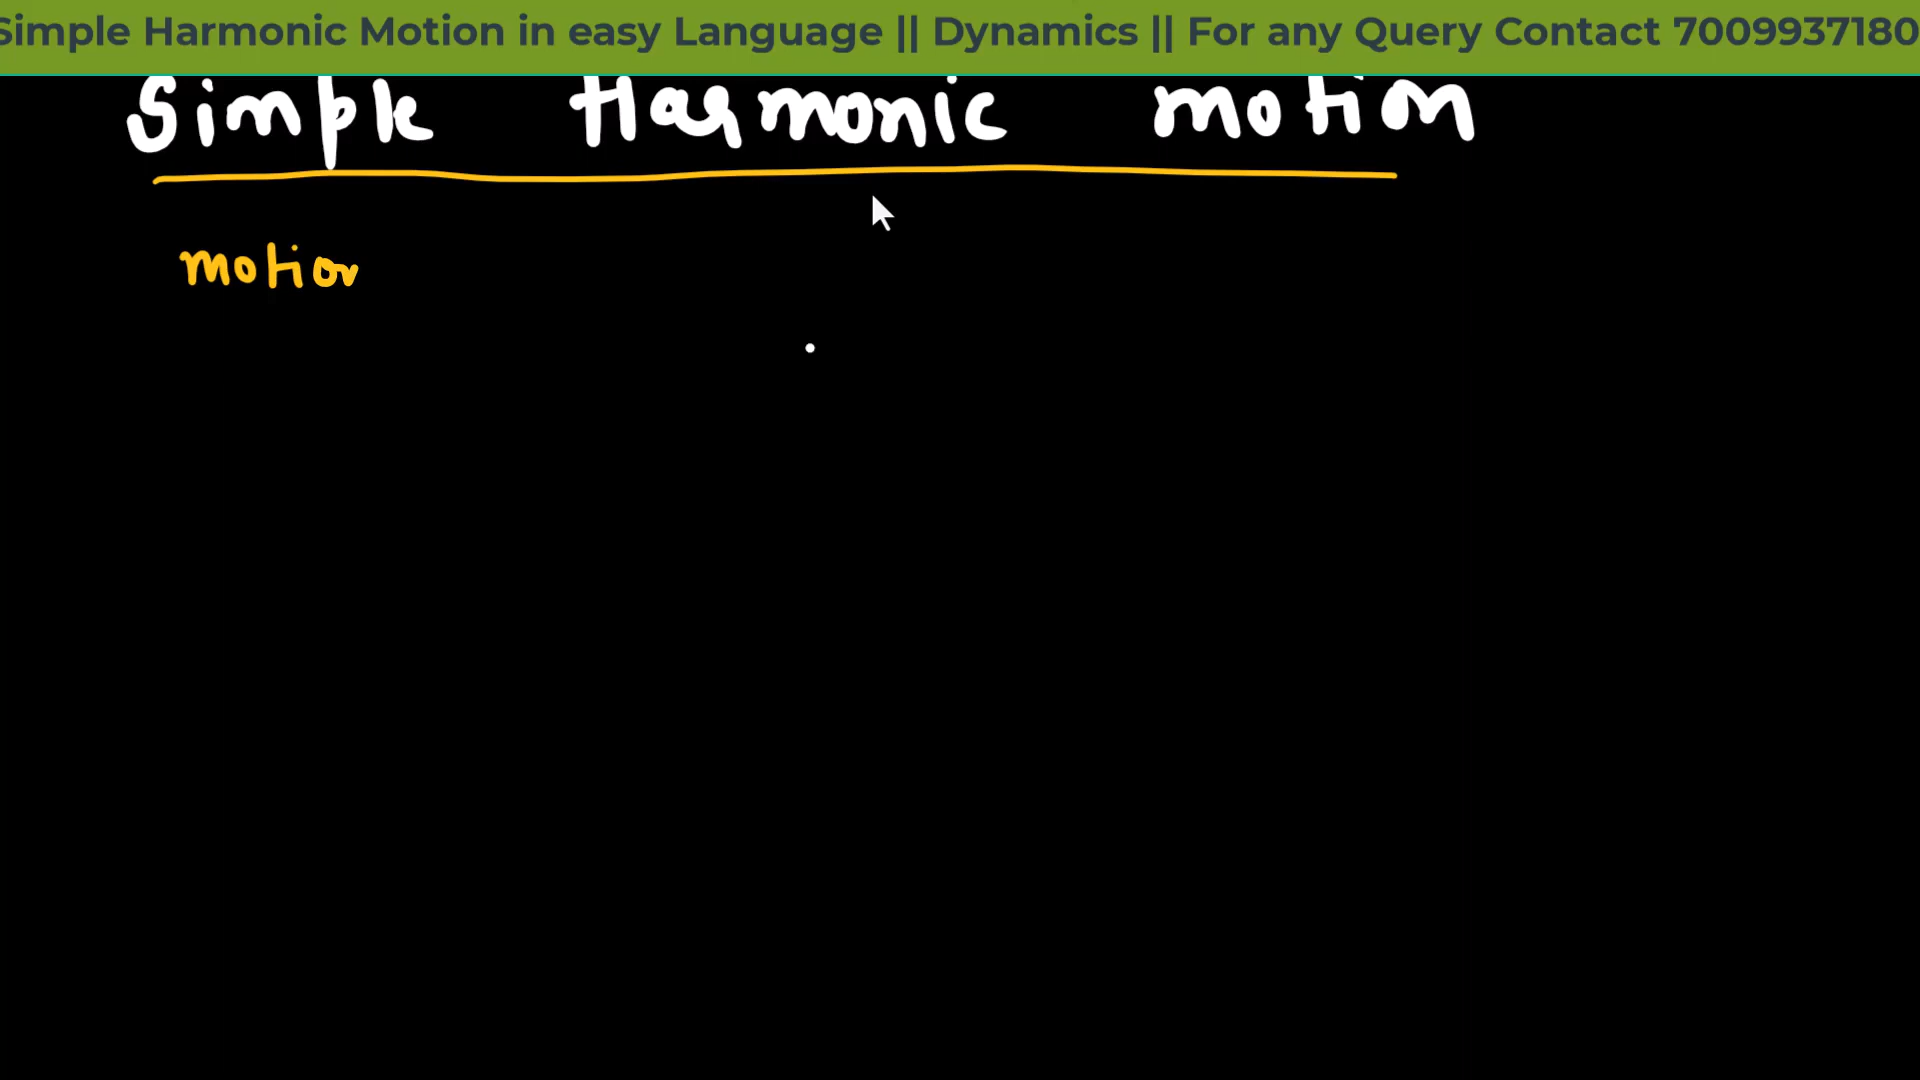 Simple Harmonic Motion in easy Language || Dynamics || For any Query Contact 7009937180
Simple Harmonic motion
motion